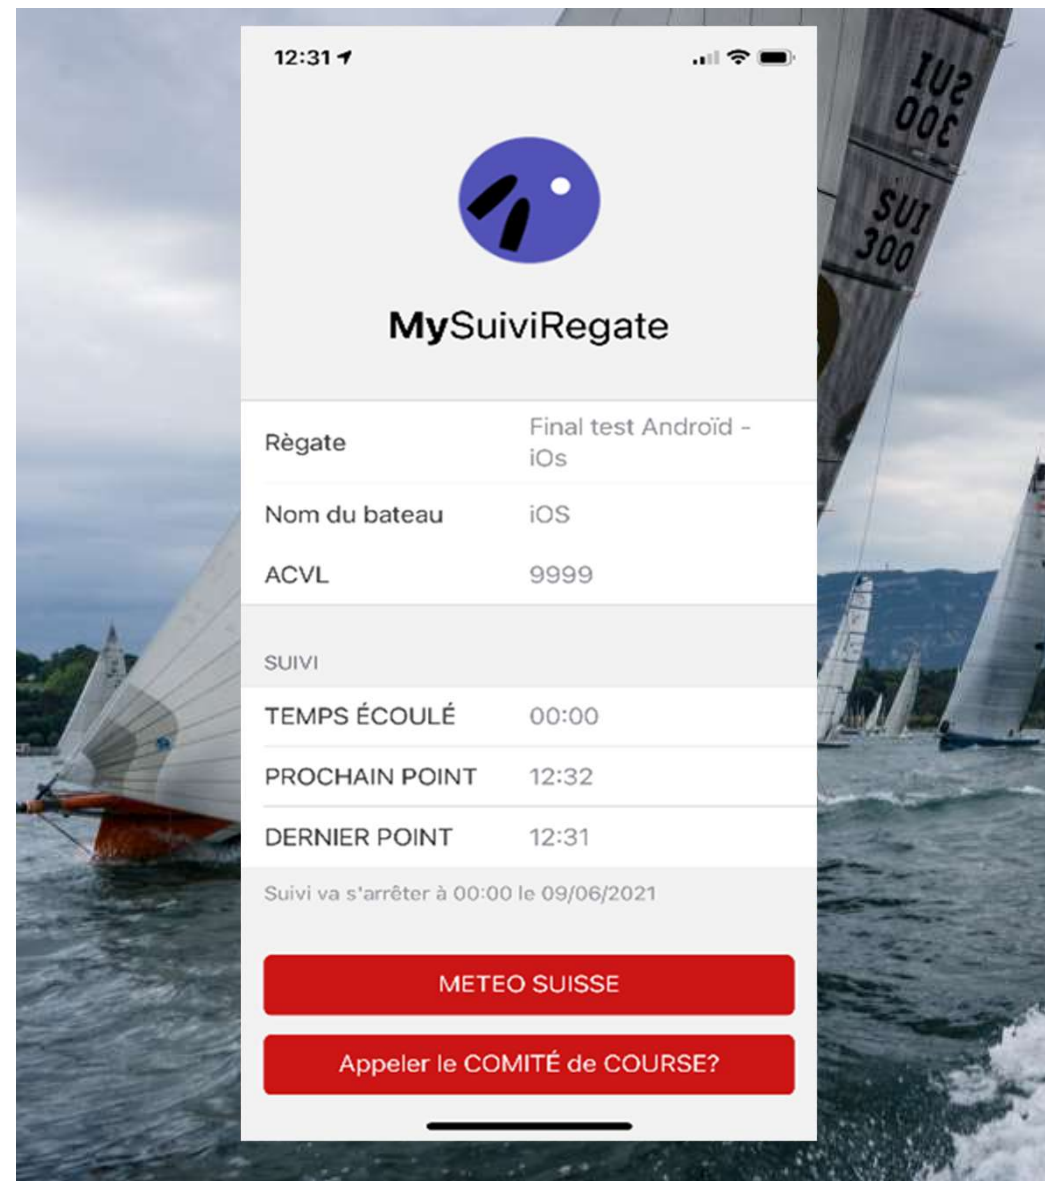 12:31
MySuiviRegate
Règate Final test Androïd -
iOs
Nom du bateau iOS
ACVL 9999
SUIVI
TEMPS ÉCOULÉ 00:00
PROCHAIN POINT 12:32
DERNIER POINT 12:31
Suivi va s'arrêter à 00:00 le 09/06/2021
METEO SUISSE
Appeler le COMITÉ de COURSE?
SUI
300
SUI
300